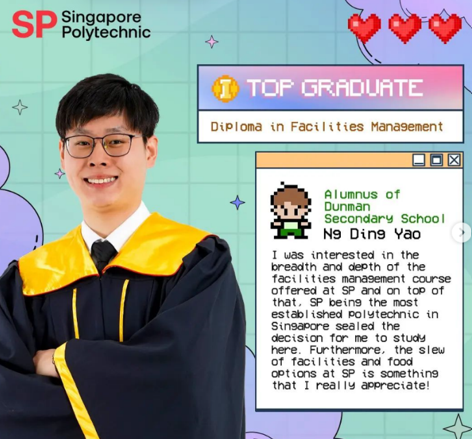 SP Singapore
Polytechnic
TOP GRADUATE
Diploma in Facilities Management
Alumnus of
Dunman
Secondary School
Ng Ding Yao
I was interested in the
breadth and depth of the
facilities management course
offered at SP and on top of
that, SP being the most
established polytechnic in
Singapore sealed the
decision for me to study
here. Furthermore, the slew
of facilities and food
options at SP is something
that I really appreciate!